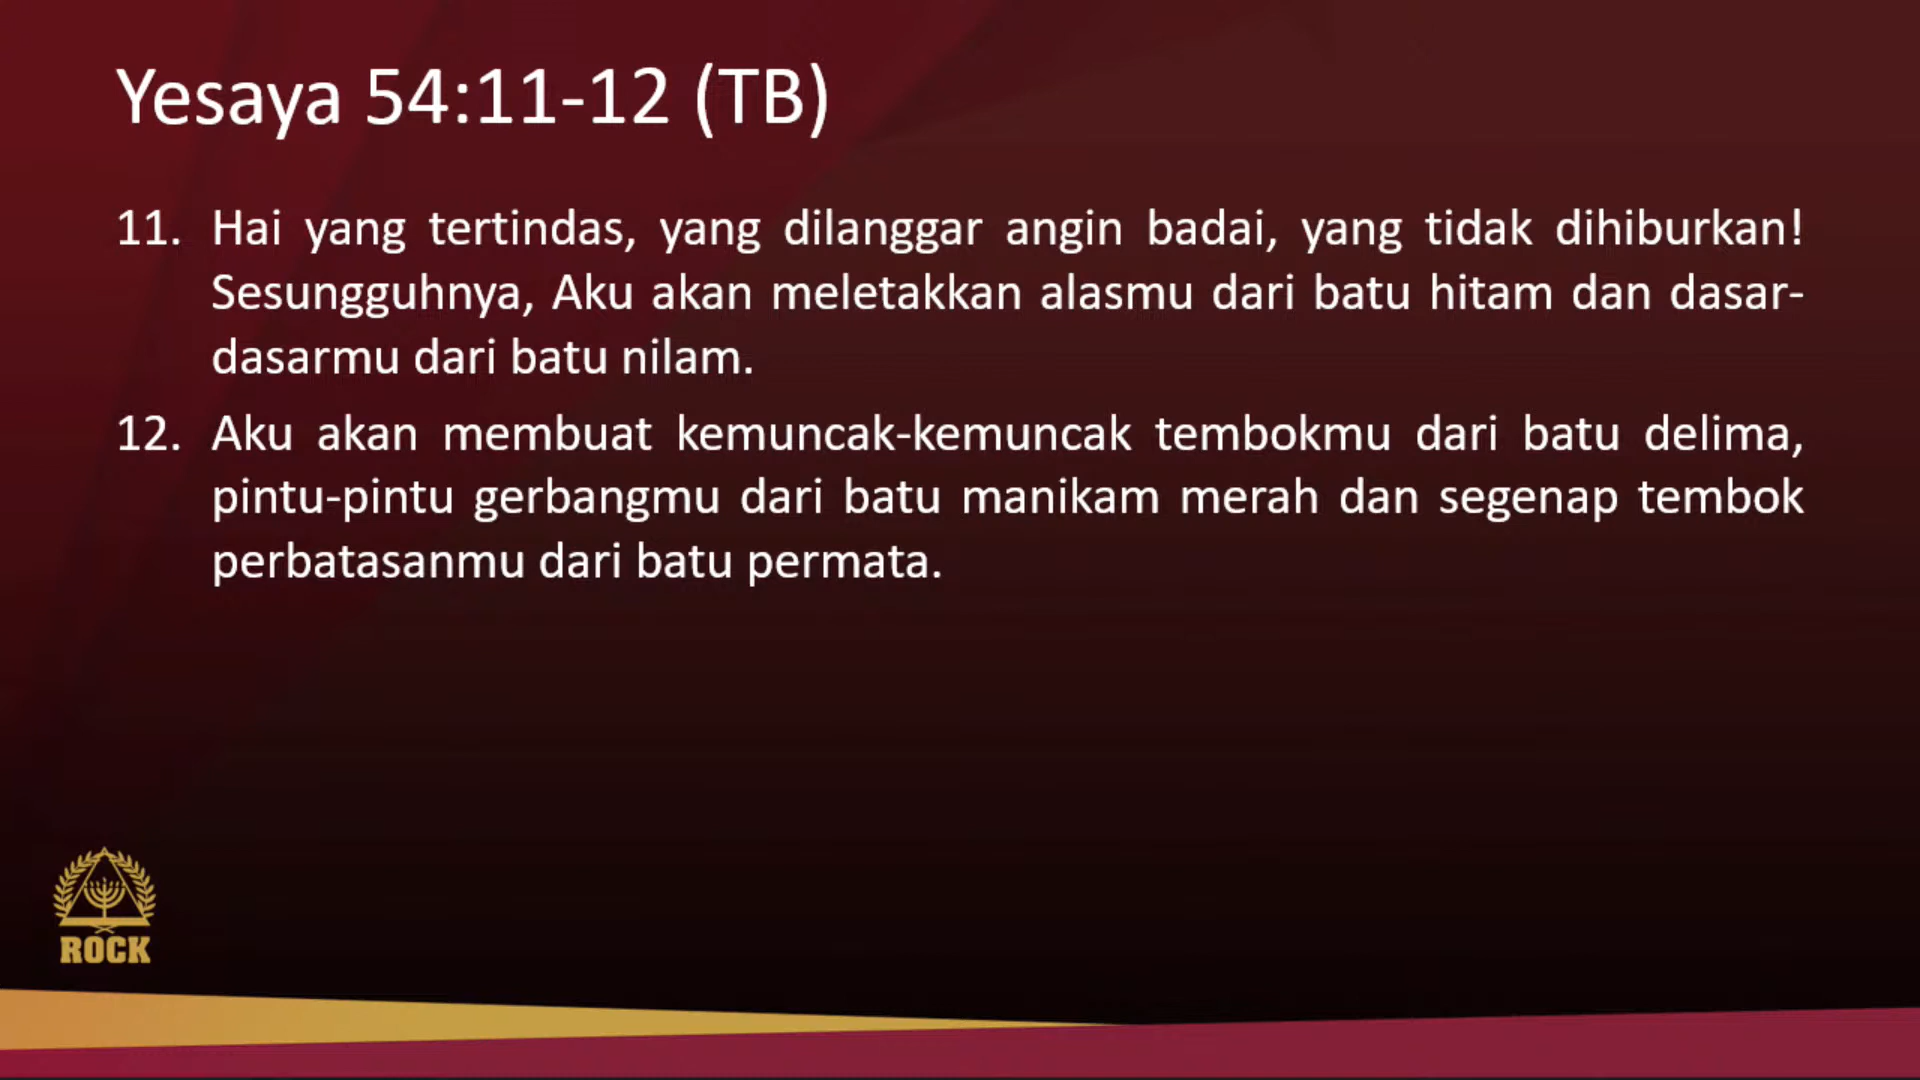 Yesaya 54:11-12 (TB)
11. Hai yang tertindas, yang dilanggar angin badai, yang tidak dihiburkan!
Sesungguhnya, Aku akan meletakkan alasmu dari batu hitam dan dasar-
dasarmu dari batu nilam.
12. Aku akan membuat kemuncak-kemuncak tembokmu dari batu delima,
pintu-pintu gerbangmu dari batu manikam merah dan segenap tembok
perbatasanmu dari batu permata.
ROCK